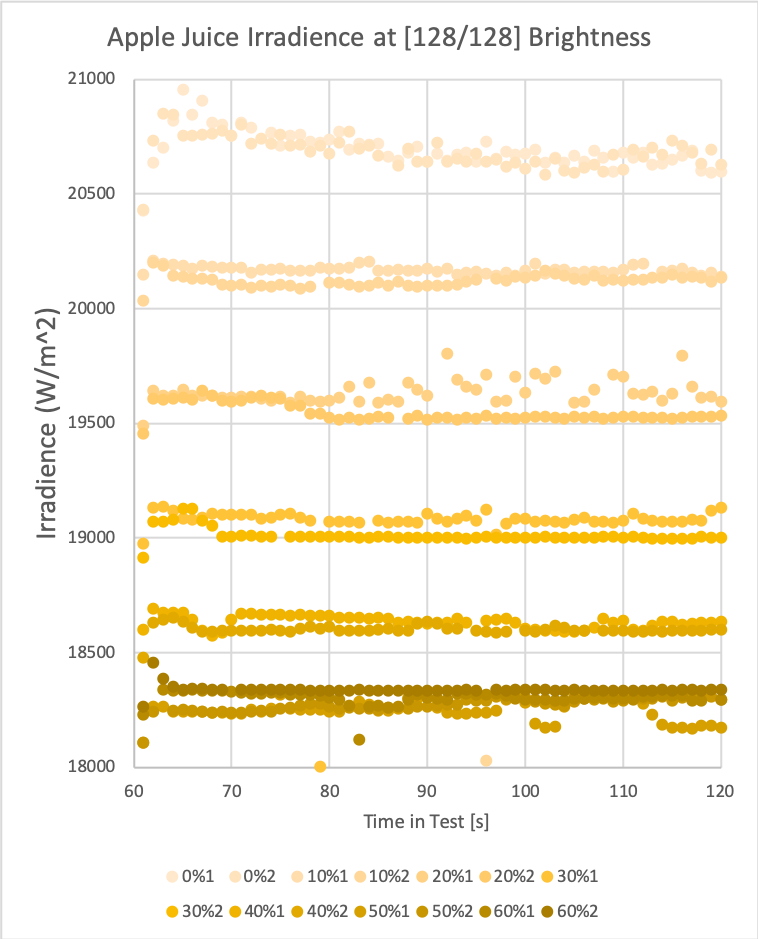 Apple Juice Irradience at [128/128] Brightness
Irradience (W/m^2)
21000
20500
20000
19500
19000
18500
18000
60 70 80 90 100 110 120
Time in Test [s]
0%1 0%2 10%1 10%2 20%1 20%2 30%1
30%2 40%1 40%2 50%1 50%2 60%1 60%2